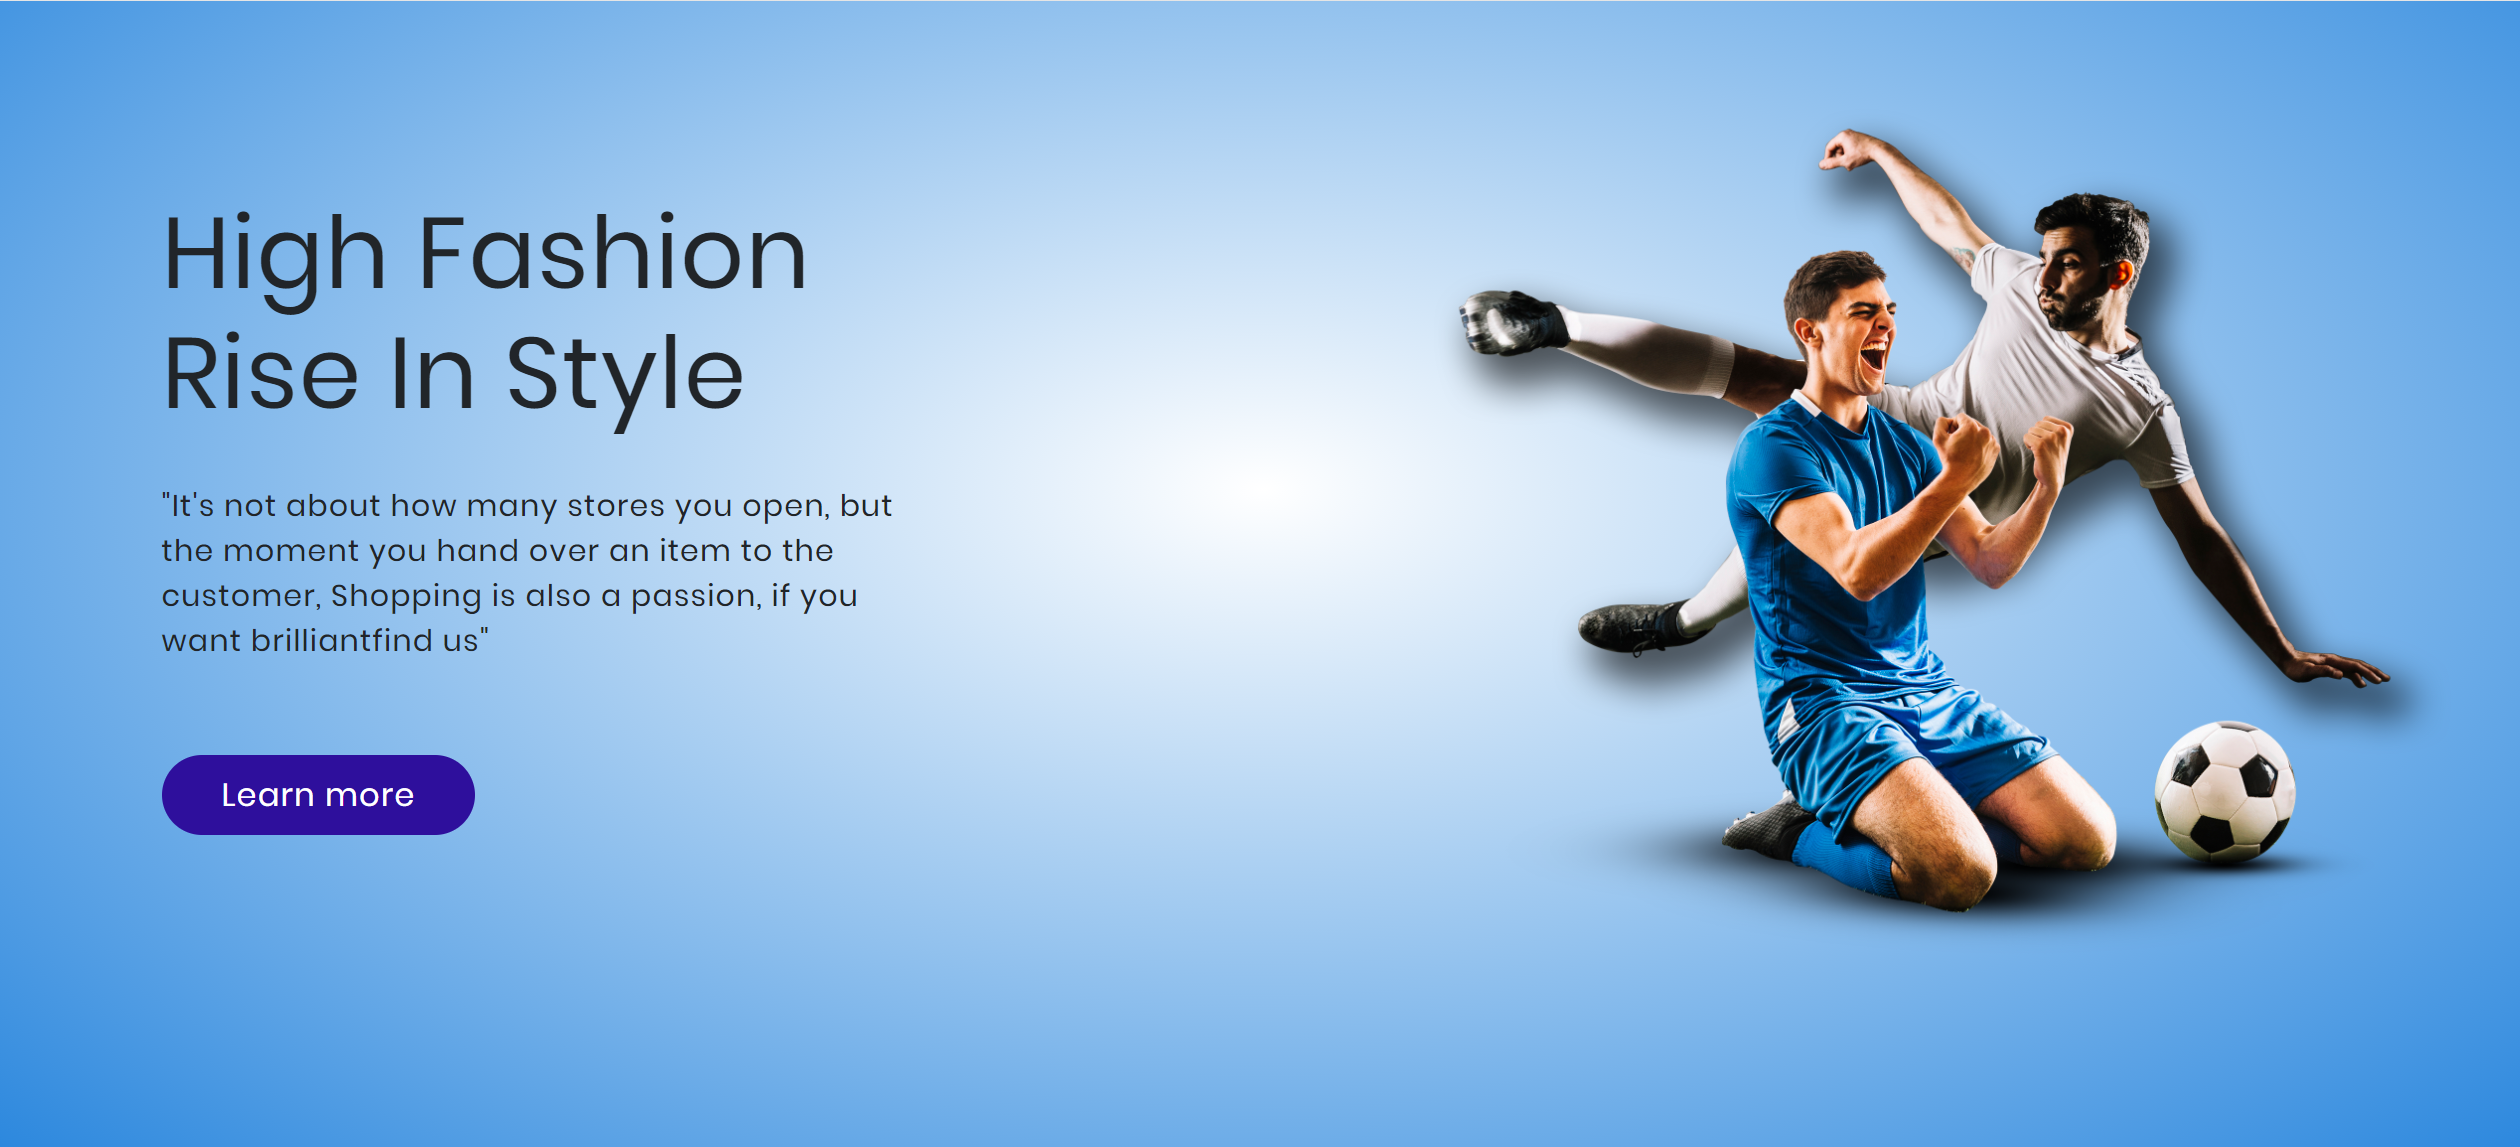 High Fashion
Rise In Style
"It's not about how many stores you open, but
the moment you hand over an item to the
customer, Shopping is also a passion, if you
want brilliantfind us"
Learn more